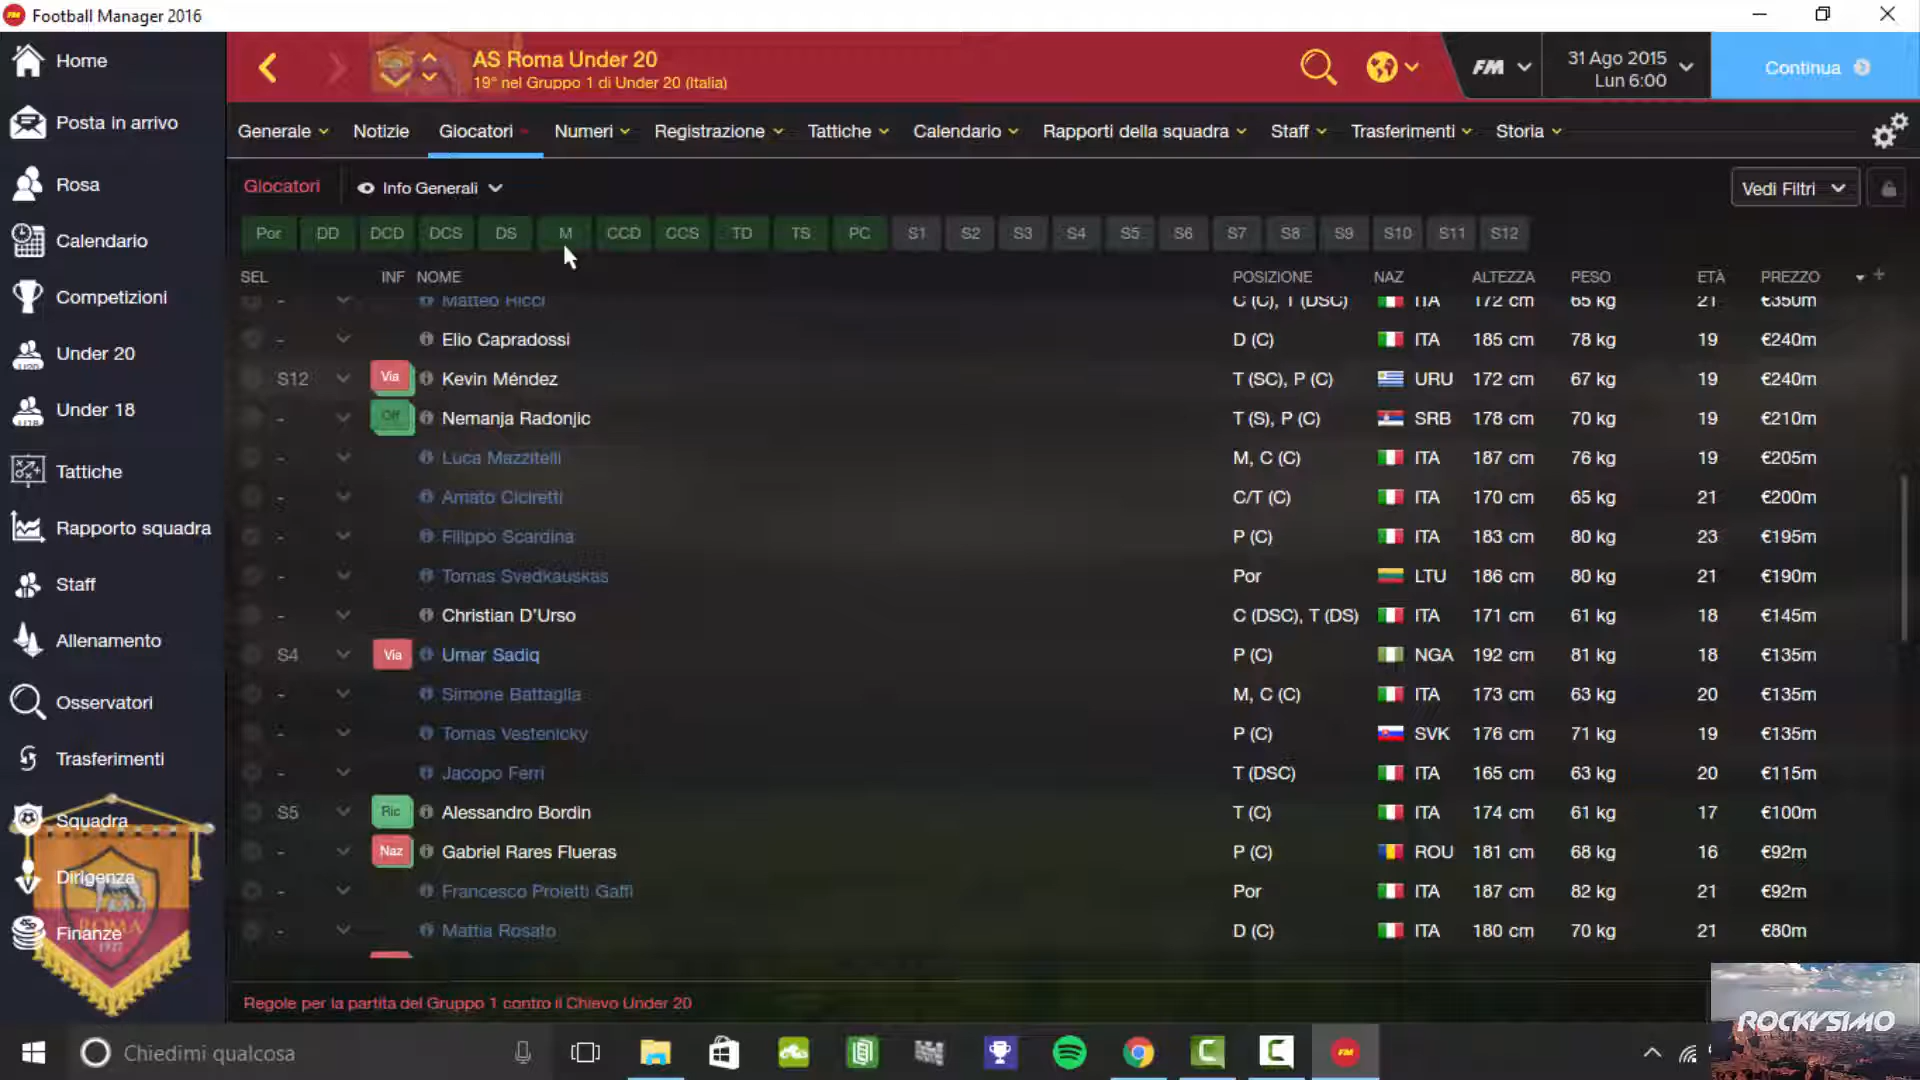 Football Manager 2016
Home
Posta in arrivo
Rosa
Calendario
Competizioni
Under 20
Under 18
Tattiche
Rapporto squadra
Staff
Allenamento
Osservatori
Trasferimenti
Squadra
Dirigenza
Finanze
AS Roma Under 20
19° nel Gruppo 1 di Under 20 (Italia)
FM
31 Ago 2015
Lun 6:00
Continua
Generale Notizie Giocatori Numeri Registrazione Tattiche Calendario Rapporti della squadra Staff Trasferimenti Storia
Giocatori Info Generali Vedi Filtri
Por DD DCD DCS DS M CCD CCS TD TS PC S1 S2 S3 S4 S5 S6 S7 S8 S9 S10 S11 S12
SEL INF NOME POSIZIONE NAZ ALTEZZA PESO ETÀ PREZZO
- Matteo Ricci C (C), T (DSC) ITA 172 cm 65 kg 21 €350m
- Elio Capradossi D (C) ITA 185 cm 78 kg 19 €240m
S12 Via Kevin Méndez T (SC), P (C) URU 172 cm 67 kg 19 €240m
- Off Nemanja Radonjic T (S), P (C) SRB 178 cm 70 kg 19 €210m
- Luca Mazzitelli M, C (C) ITA 187 cm 76 kg 19 €205m
- Amato Ciciretti C/T (C) ITA 170 cm 65 kg 21 €200m
- Filippo Scardina P (C) ITA 183 cm 80 kg 23 €195m
- Tomas Svedkauskas Por LTU 186 cm 80 kg 21 €190m
- Christian D'Urso C (DSC), T (DS) ITA 171 cm 61 kg 18 €145m
S4 Via Umar Sadiq P (C) NGA 192 cm 81 kg 18 €135m
- Simone Battaglia M, C (C) ITA 173 cm 63 kg 20 €135m
- Tomas Vestenicky P (C) SVK 176 cm 71 kg 19 €135m
- Jacopo Ferri T (DSC) ITA 165 cm 63 kg 20 €115m
S5 Ric Alessandro Bordin T (C) ITA 174 cm 61 kg 17 €100m
- Naz Gabriel Rares Flueras P (C) ROU 181 cm 68 kg 16 €92m
- Francesco Proietti Gaffi Por ITA 187 cm 82 kg 21 €92m
- Mattia Rosato D (C) ITA 180 cm 70 kg 21 €80m
Regole per la partita del Gruppo 1 contro il Chievo Under 20
ROMA
1927
ROCKYSIMO
Chiedimi qualcosa